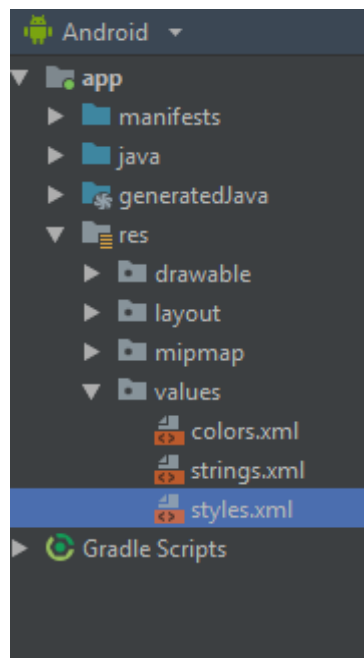 Android
app
manifests
java
generatedJava
res
drawable
layout
mipmap
values
colors.xml
strings.xml
styles.xml
Gradle Scripts